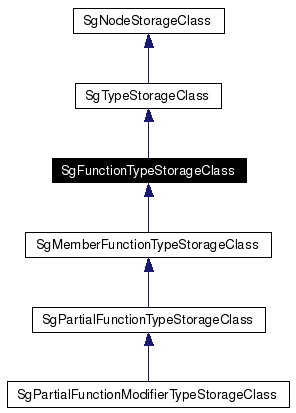 SgNodeStorageClass
SgTypeStorageClass
SgFunctionTypeStorageClass
SgMemberFunctionTypeStorageClass
SgPartialFunctionTypeStorageClass
SgPartialFunctionModifierTypeStorageClass